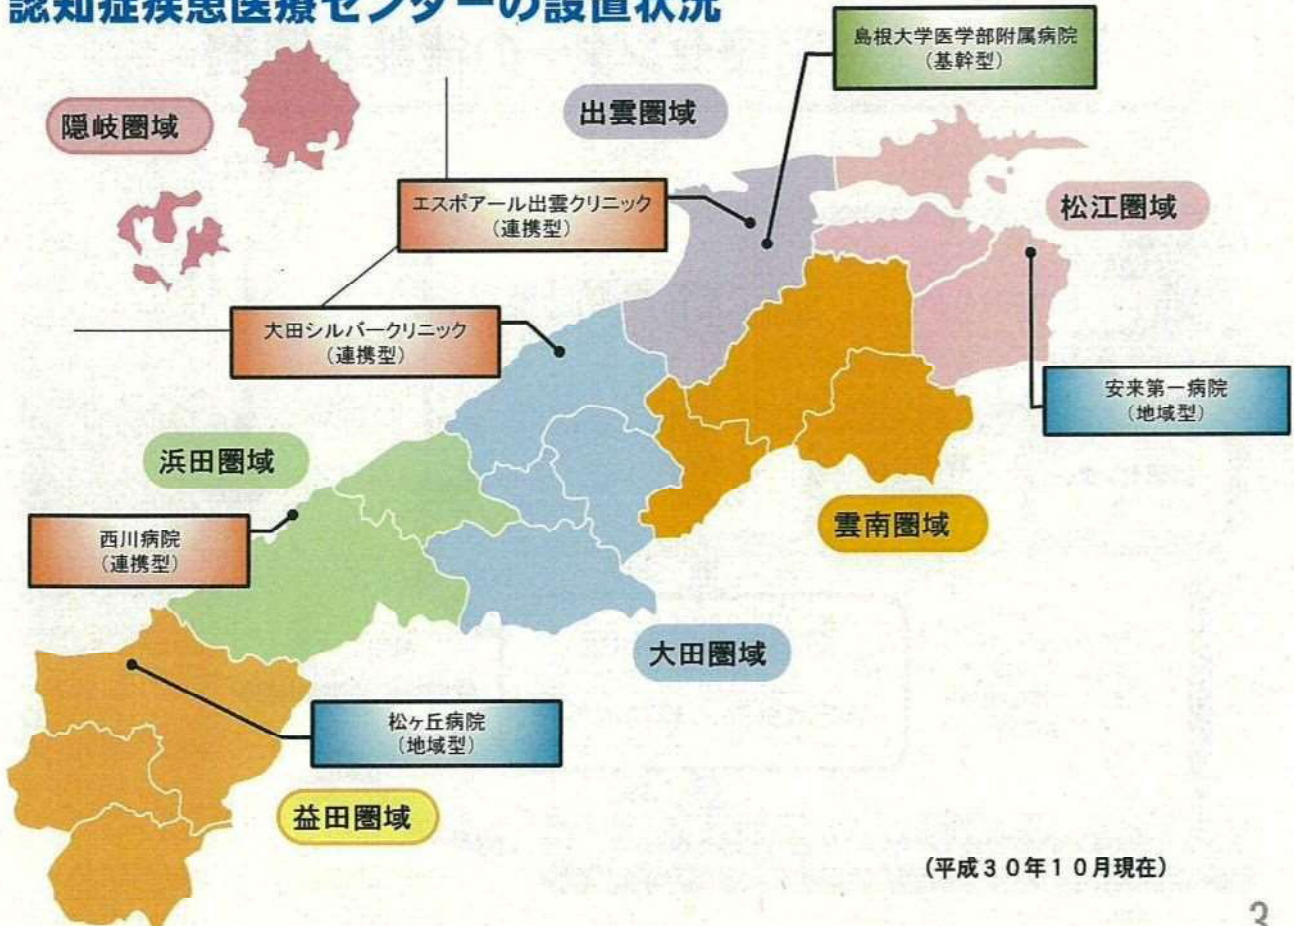 認知症疾患医療センターの設置状況
島根大学医学部附属病院
(基幹型)
隠岐圏域
出雲圏域
エスポアール出雲クリニック
(連携型)
松江圏域
大田シルバークリニック
(連携型)
安来第一病院
(地域型)
浜田圏域
雲南圏域
西川病院
(連携型)
大田圏域
松ヶ丘病院
(地域型)
益田圏域
(平成30年10月現在)
3